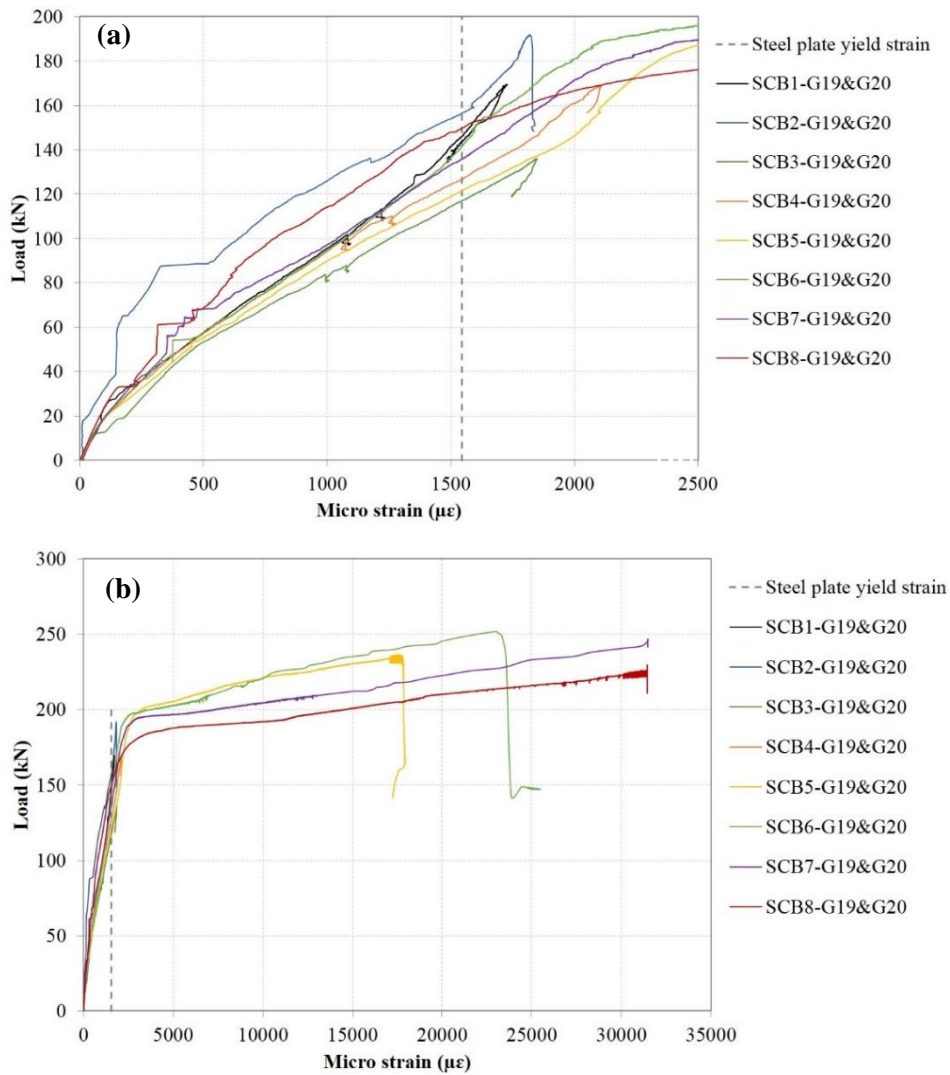 (a)
Load (kN)
200
180
160
140
120
100
80
60
40
20
0
0 500 1000 1500 2000 2500
Micro strain (µε)
Steel plate yield strain
SCB1-G19&G20
SCB2-G19&G20
SCB3-G19&G20
SCB4-G19&G20
SCB5-G19&G20
SCB6-G19&G20
SCB7-G19&G20
SCB8-G19&G20
(b)
Load (kN)
300
250
200
150
100
50
0
0 5000 10000 15000 20000 25000 30000 35000
Micro strain (µε)
Steel plate yield strain
SCB1-G19&G20
SCB2-G19&G20
SCB3-G19&G20
SCB4-G19&G20
SCB5-G19&G20
SCB6-G19&G20
SCB7-G19&G20
SCB8-G19&G20